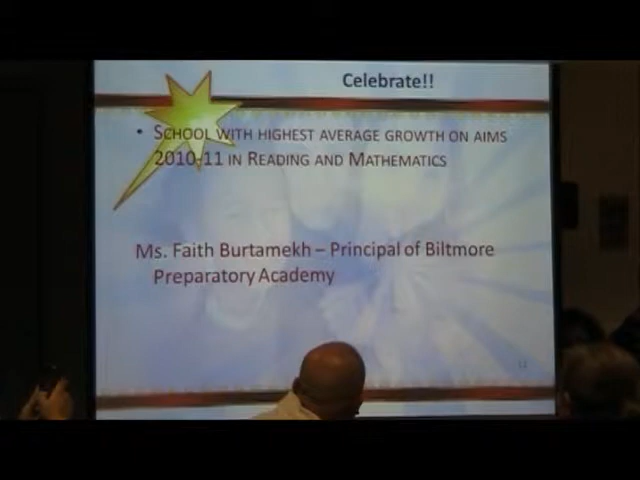 Celebrate!!
• SCHOOL WITH HIGHEST AVERAGE GROWTH ON AIMS
2010-11 IN READING AND MATHEMATICS
Ms. Faith Burtamekh – Principal of Biltmore
Preparatory Academy